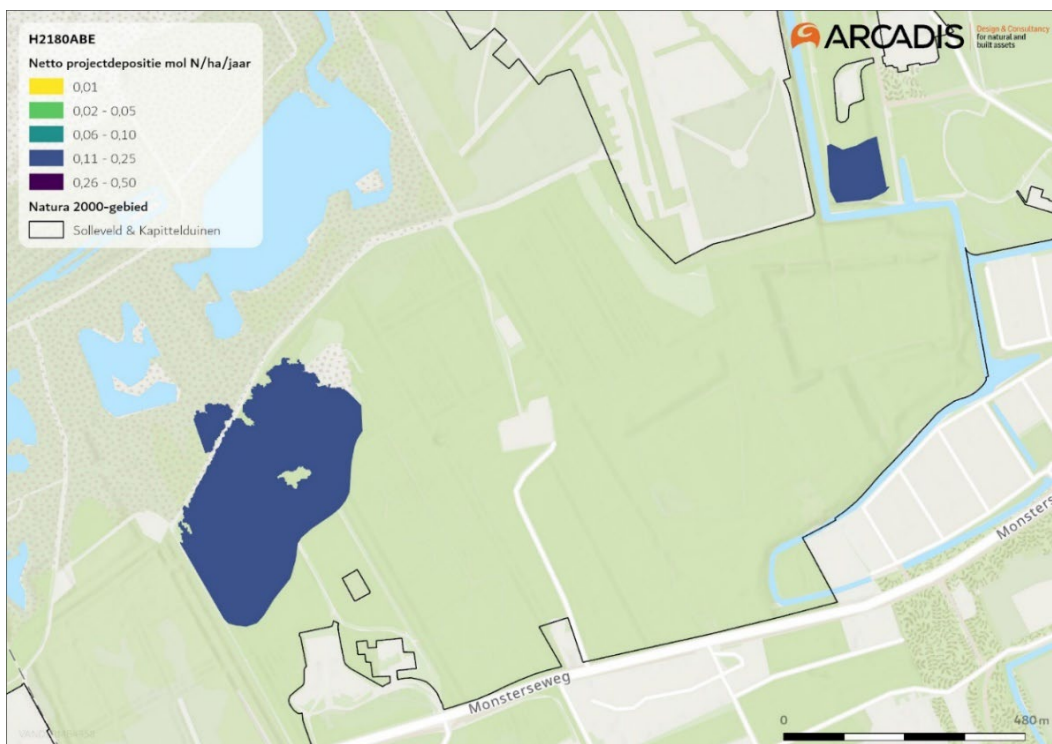 H2180ABE
Netto projectdepositie mol N/ha/jaar
0,01
0,02 - 0,05
0,06 - 0,10
0,11 - 0,25
0,26 - 0,50
Natura 2000-gebied
Solleveld & Kapittelduinen
ARCADIS
Design & Consultancy
for natural and
built assets
Monsterseweg
Monsters
0
480 m